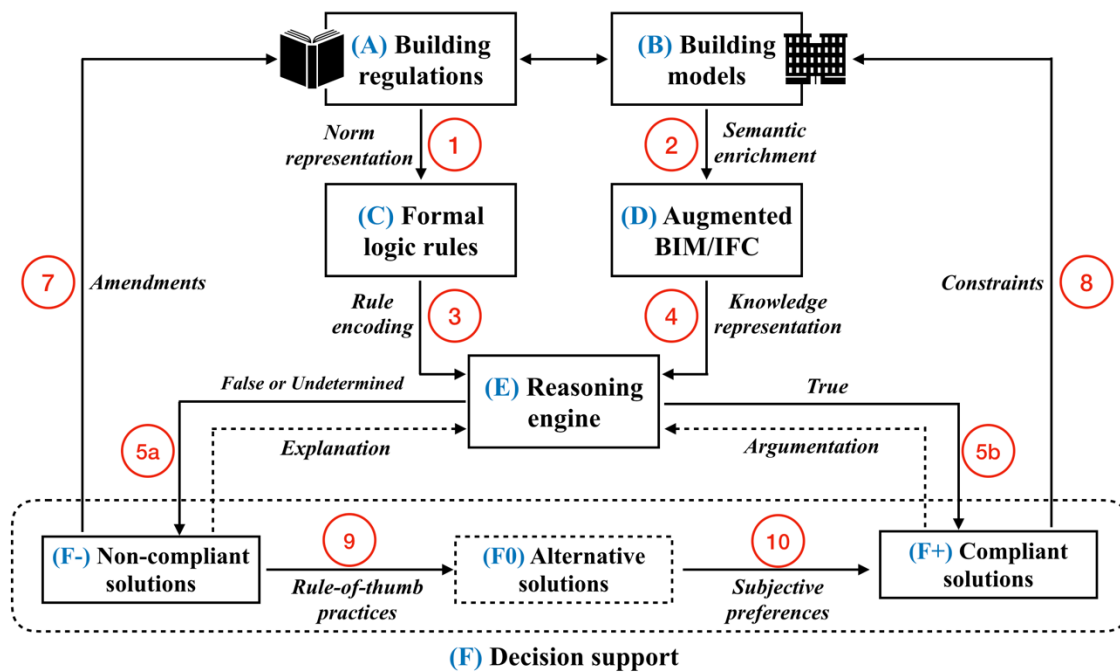 (A) Building
regulations
(B) Building
models
Norm
representation
1
2
Semantic
enrichment
(C) Formal
logic rules
(D) Augmented
BIM/IFC
7
Amendments
Constraints
8
Rule
encoding
3
4
Knowledge
representation
False or Undetermined
(E) Reasoning
engine
True
5a
Explanation
Argumentation
5b
(F-) Non-compliant
solutions
9
Rule-of-thumb
practices
(F0) Alternative
solutions
10
Subjective
preferences
(F+) Compliant
solutions
(F) Decision support